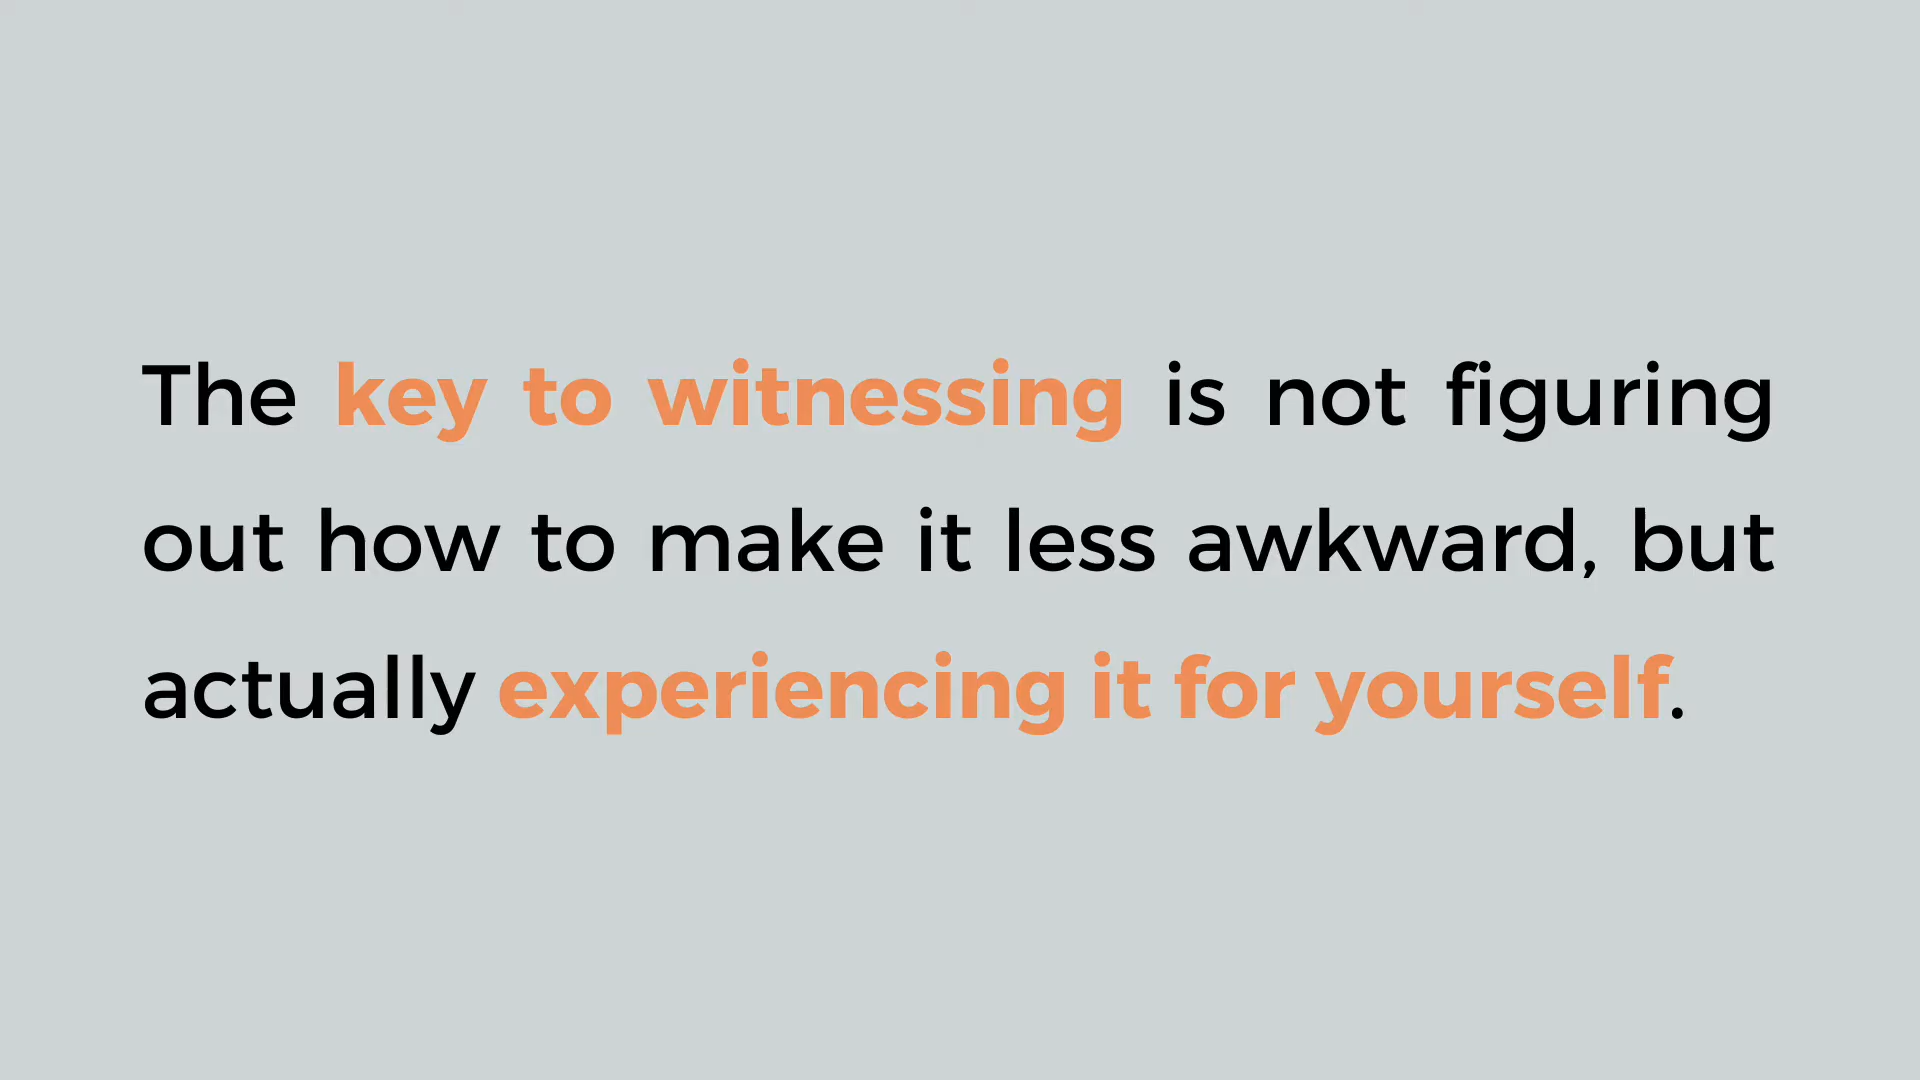 The key to witnessing is not figuring
out how to make it less awkward, but
actually experiencing it for yourself.